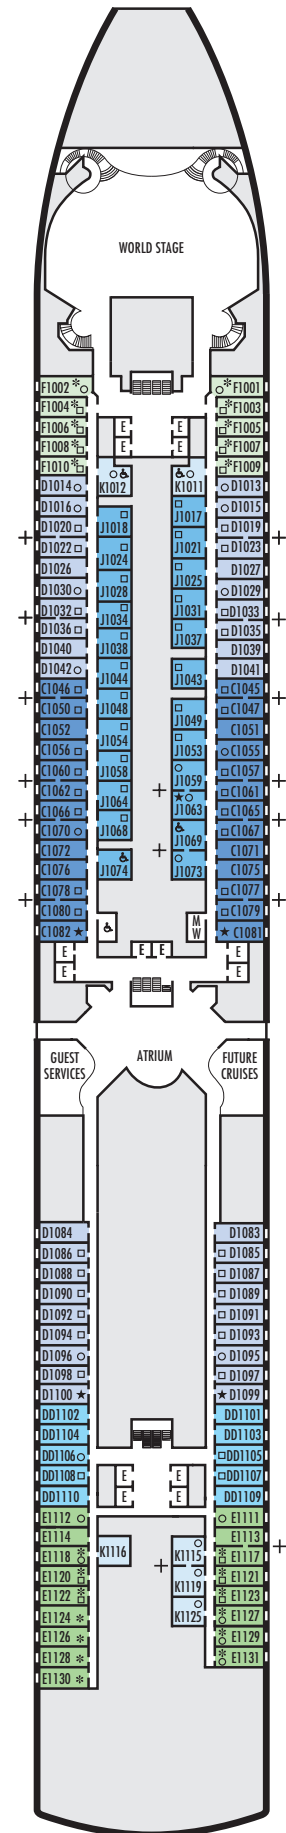 WORLD STAGE
F1002 F1001
F1004 F1003
E
E
F1006 F1005
E
E
F1008 F1007
F1010 F1009
K1012 K1011
D1014 D1013
D1016 D1015
J1018 J1017
D1020 D1019
D1022 D1023
J1024 J1021
D1026 D1027
J1028 J1025
D1030 D1029
J1034 J1031
D1032 D1033
D1036 D1035
J1038 J1037
D1040 D1039
D1042 D1041
J1044 J1043
C1046 C1045
C1050 C1047
J1048 J1049
C1052 C1051
J1054 J1053
C1056 C1055
J1058 J1059
C1060 C1057
C1062 C1061
J1064 J1063
C1066 C1065
J1068 J1069
C1070 C1067
C1072 C1071
J1074 J1073
C1076 C1075
C1078 C1077
C1080 C1079
M
W
C1082 C1081
E E E E
E E
GUEST
SERVICES
ATRIUM
FUTURE
CRUISES
D1084 D1083
D1086 D1085
D1088 D1087
D1090 D1089
D1092 D1091
D1094 D1093
D1096 D1095
D1098 D1097
D1100 D1099
DD1102 DD1101
DD1104 DD1103
DD1106 DD1105
DD1108 DD1107
E E
DD1110 DD1109
E E
E1112 E1111
E1114 E1113
E1118 K1116 K1115 E1117
E1120 E1121
E1122 K1119 E1123
E1124 K1125 E1127
E1126 E1129
E1128 E1131
E1130